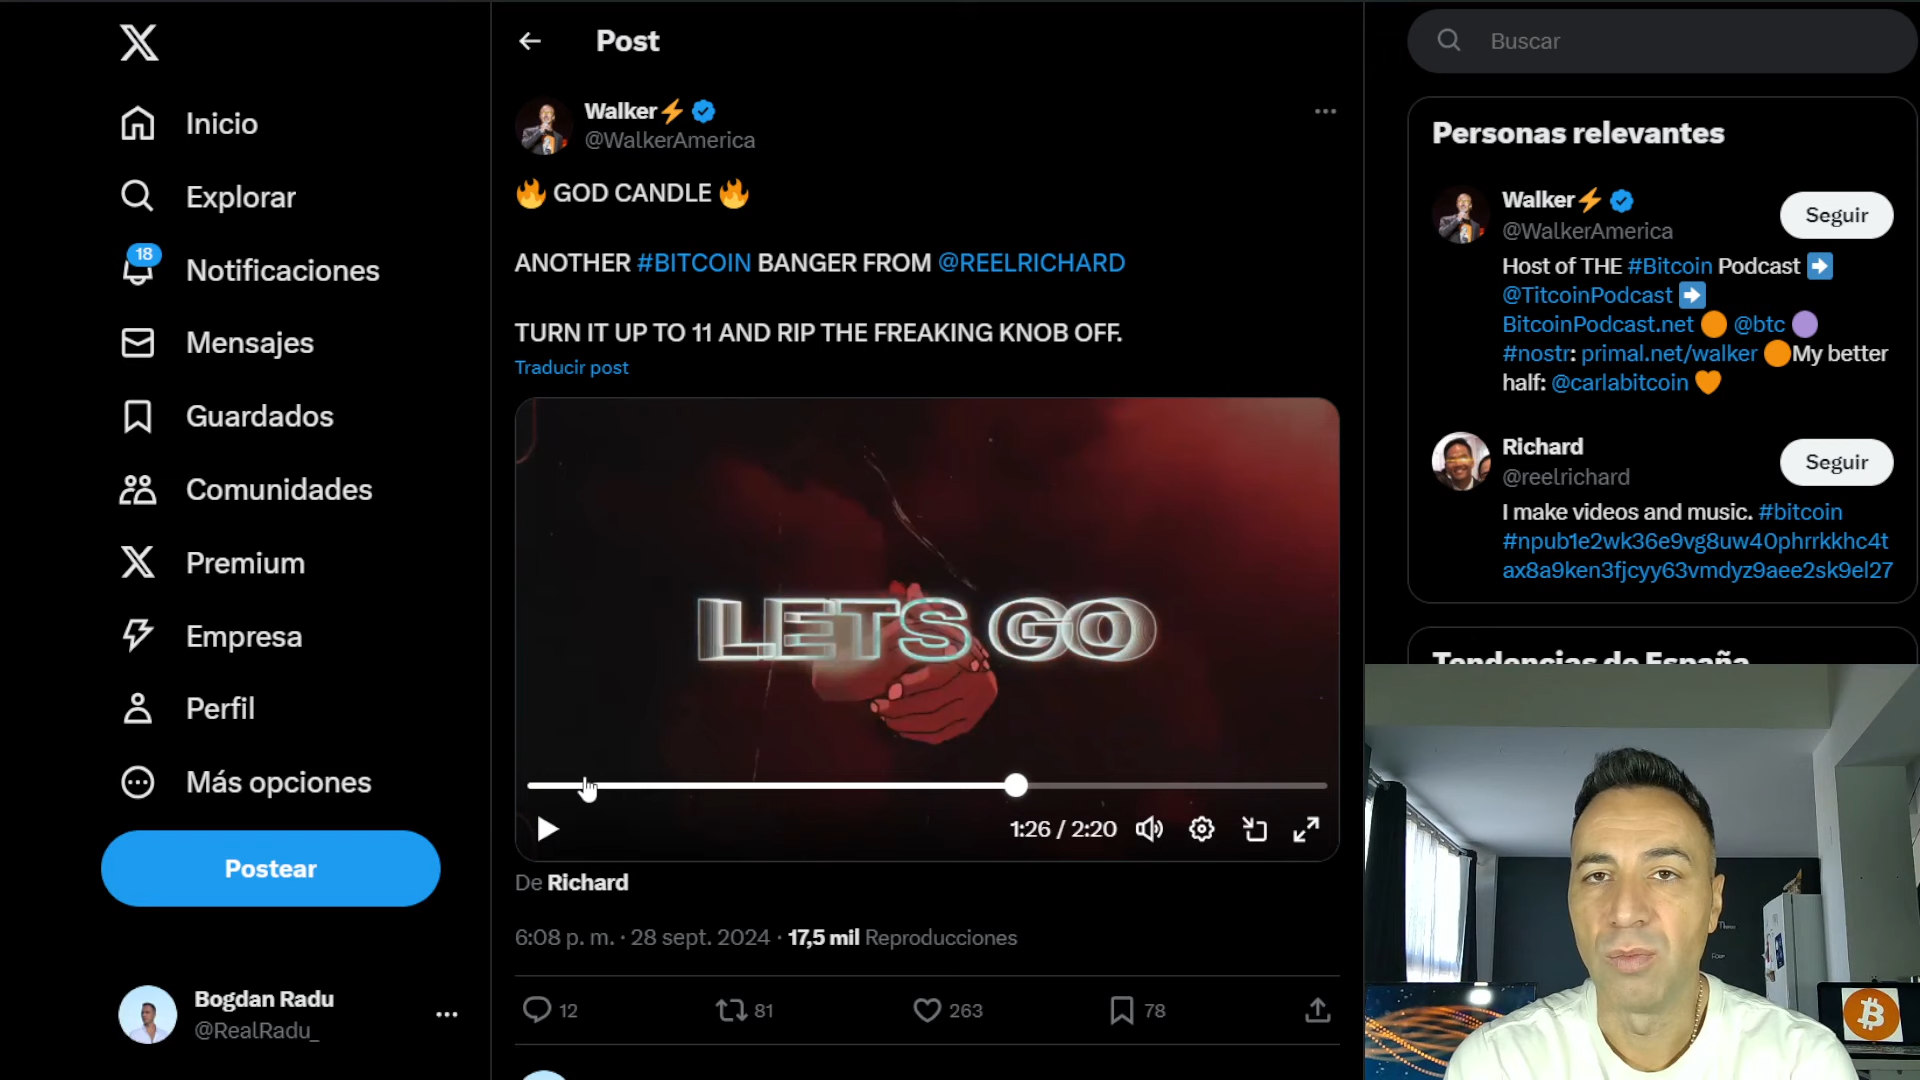 Inicio
Explorar
18
Notificaciones
Mensajes
Guardados
Comunidades
Premium
Empresa
Perfil
Más opciones
Postear
Bogdan Radu
@RealRadu_
Post
Walker⚡
@WalkerAmerica
🔥 GOD CANDLE 🔥
ANOTHER #BITCOIN BANGER FROM @REELRICHARD
TURN IT UP TO 11 AND RIP THE FREAKING KNOB OFF.
Traducir post
LETS GO
1:26 / 2:20
De Richard
6:08 p. m. · 28 sept. 2024 · 17,5 mil Reproducciones
12
81
263
78
Buscar
Personas relevantes
Walker⚡
@WalkerAmerica
Seguir
Host of THE #Bitcoin Podcast ➡️
@TitcoinPodcast ➡️
BitcoinPodcast.net 🟠 @btc 🟣
#nostr: primal.net/walker 🟠My better
half: @carlabitcoin 🧡
Richard
@reelrichard
Seguir
I make videos and music. #bitcoin
#npub1e2wk36e9vg8uw40phrrkkhc4t
ax8a9ken3fjcyy63vmdyz9aee2sk9el27
Tendencias de España